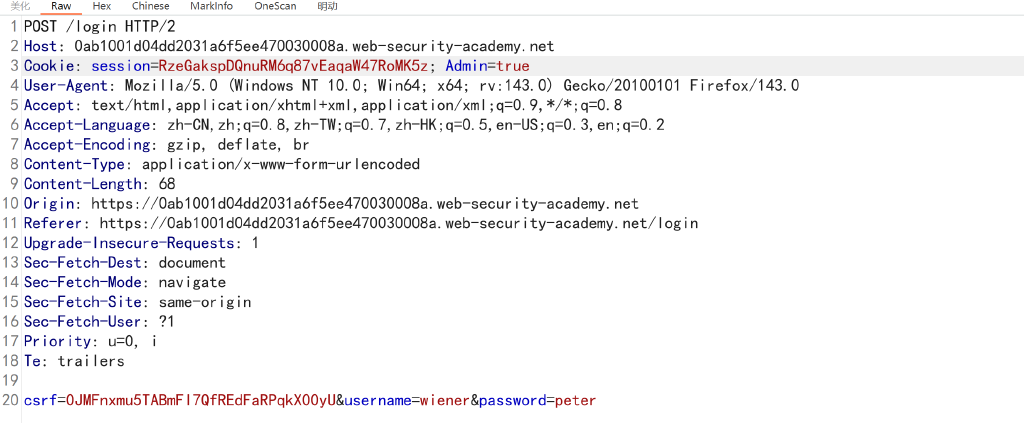 美化 Raw Hex Chinese MarkInfo OneScan 明动
1 POST /login HTTP/2
2 Host: 0ab1001d04dd2031a6f5ee470030008a.web-security-academy.net
3 Cookie: session=RzeGakspDQnuRM6q87vEaqaW47RoMK5z; Admin=true
4 User-Agent: Mozilla/5.0 (Windows NT 10.0; Win64; x64; rv:143.0) Gecko/20100101 Firefox/143.0
5 Accept: text/html,application/xhtml+xml,application/xml;q=0.9,*/*;q=0.8
6 Accept-Language: zh-CN,zh;q=0.8,zh-TW;q=0.7,zh-HK;q=0.5,en-US;q=0.3,en;q=0.2
7 Accept-Encoding: gzip, deflate, br
8 Content-Type: application/x-www-form-urlencoded
9 Content-Length: 68
10 Origin: https://0ab1001d04dd2031a6f5ee470030008a.web-security-academy.net
11 Referer: https://0ab1001d04dd2031a6f5ee470030008a.web-security-academy.net/login
12 Upgrade-Insecure-Requests: 1
13 Sec-Fetch-Dest: document
14 Sec-Fetch-Mode: navigate
15 Sec-Fetch-Site: same-origin
16 Sec-Fetch-User: ?1
17 Priority: u=0, i
18 Te: trailers
19
20 csrf=0JMFnxmu5TABmFl7QfREdFaRPqkXO0yU&username=wiener&password=peter